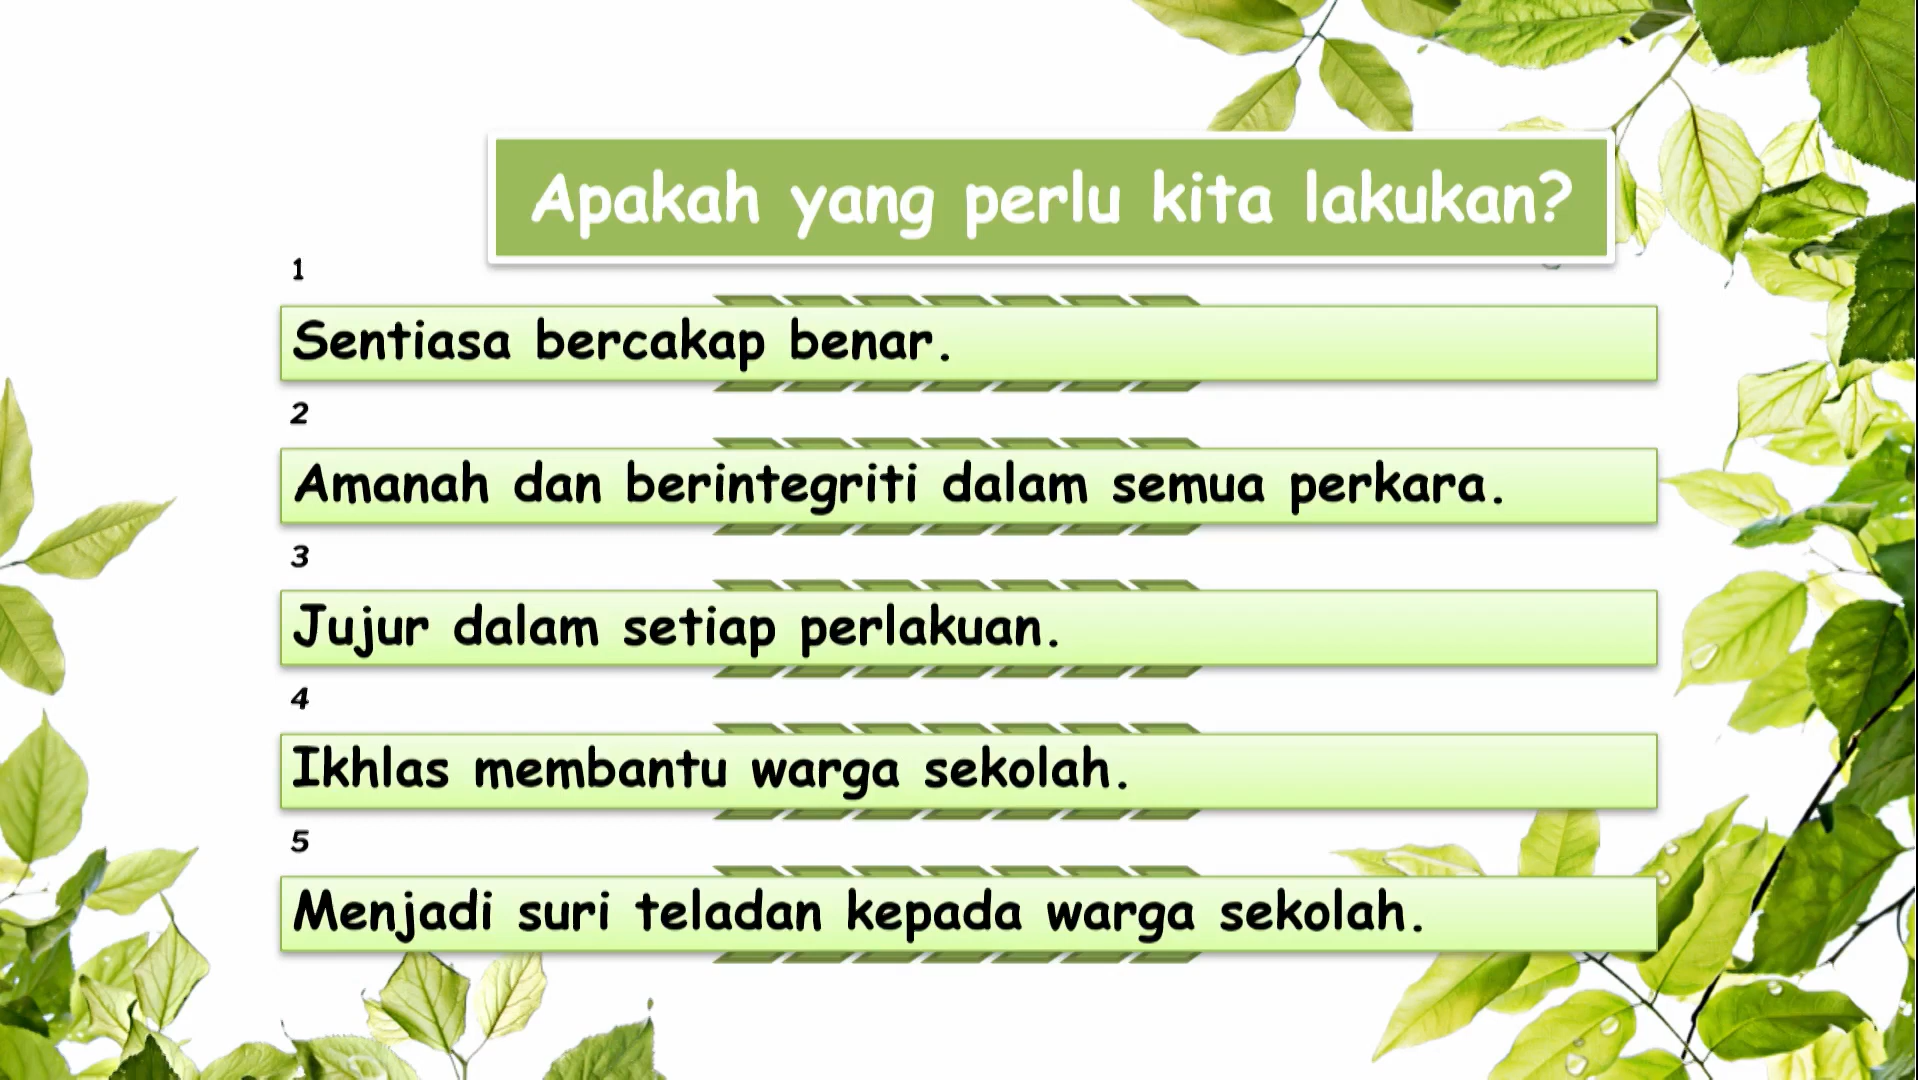 Apakah yang perlu kita lakukan?
1
Sentiasa bercakap benar.
2
Amanah dan berintegriti dalam semua perkara.
3
Jujur dalam setiap perlakuan.
4
Ikhlas membantu warga sekolah.
5
Menjadi suri teladan kepada warga sekolah.